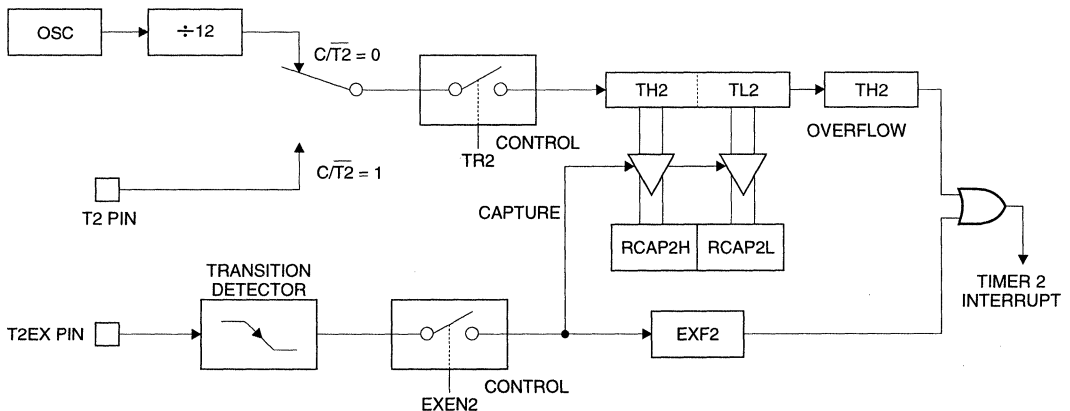 OSC
÷12
C/T2̅ = 0
TH2
TL2
TH2
OVERFLOW
CONTROL
TR2
C/T2̅ = 1
T2 PIN
CAPTURE
RCAP2H
RCAP2L
TRANSITION
DETECTOR
TIMER 2
INTERRUPT
T2EX PIN
EXF2
CONTROL
EXEN2